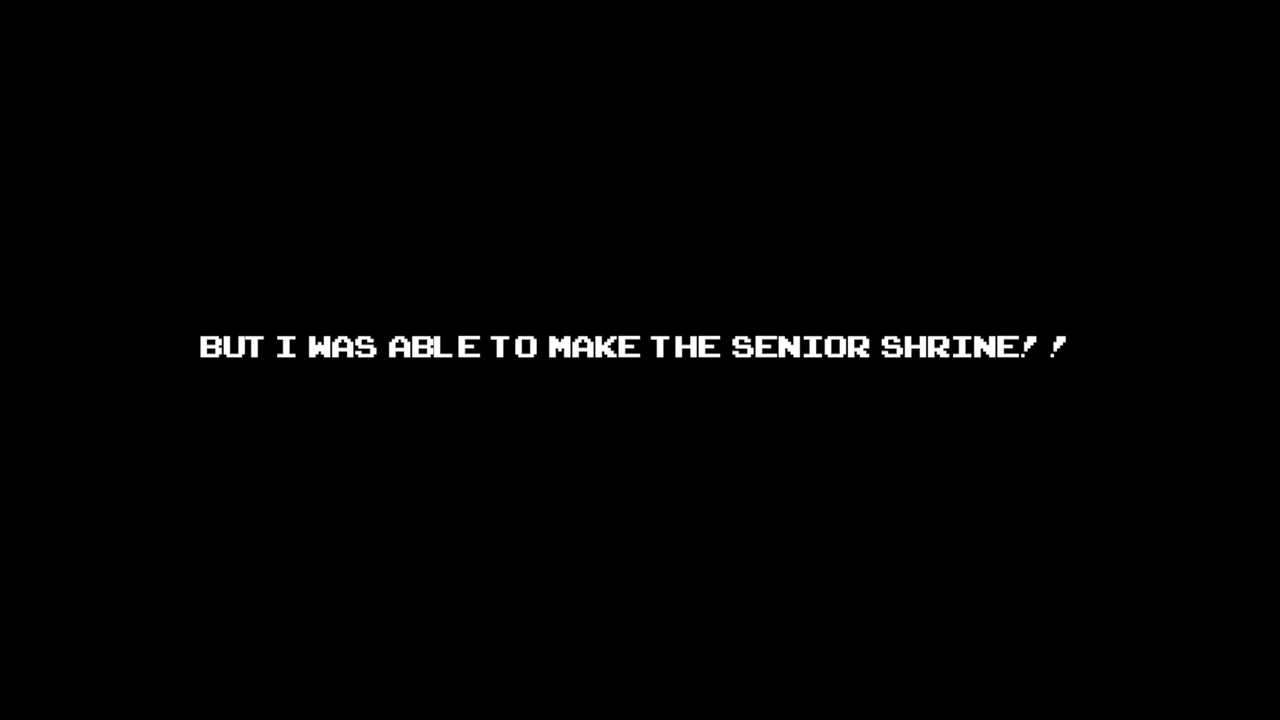 BUT I WAS ABLE TO MAKE THE SENIOR SHRINE! !